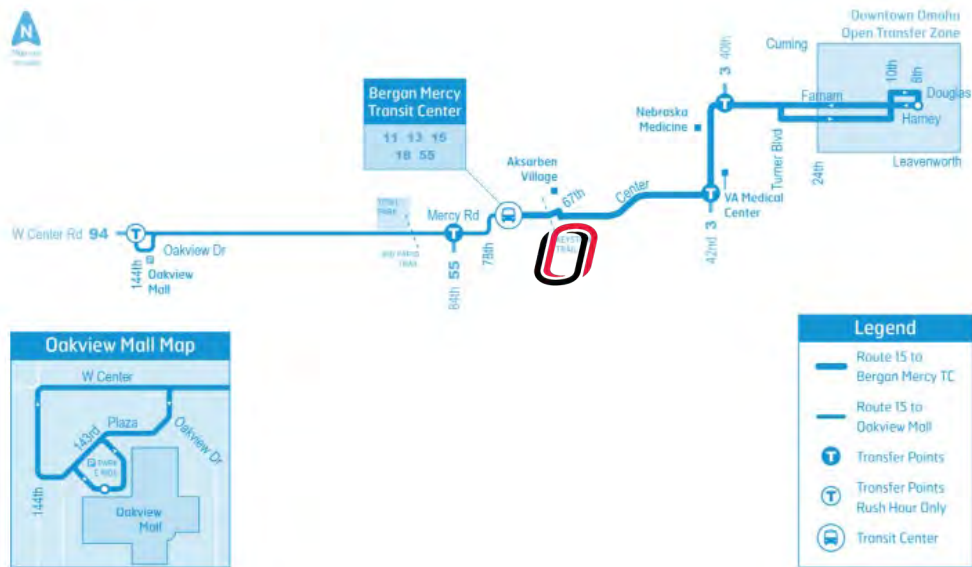 N
Downtown Omaha
Open Transfer Zone
Cuming
3 40th
10th
8th
Douglas
Farnam
Harney
Nebraska
Medicine
Turner Blvd
24th
Leavenworth
Bergan Mercy
Transit Center
11 13 15
18 55
Aksarben
Village
67th
Center
VA Medical
Center
42nd 3
Mercy Rd
78th
84th 55
KEYSTONE
TRAIL
W Center Rd 94
144th
Oakview Dr
Oakview
Mall
Oakview Mall Map
W Center
Plaza
143rd
Oakview Dr
PARK
& RIDE
144th
Oakview
Mall
Legend
Route 15 to
Bergan Mercy TC
Route 15 to
Oakview Mall
Transfer Points
Transfer Points
Rush Hour Only
Transit Center